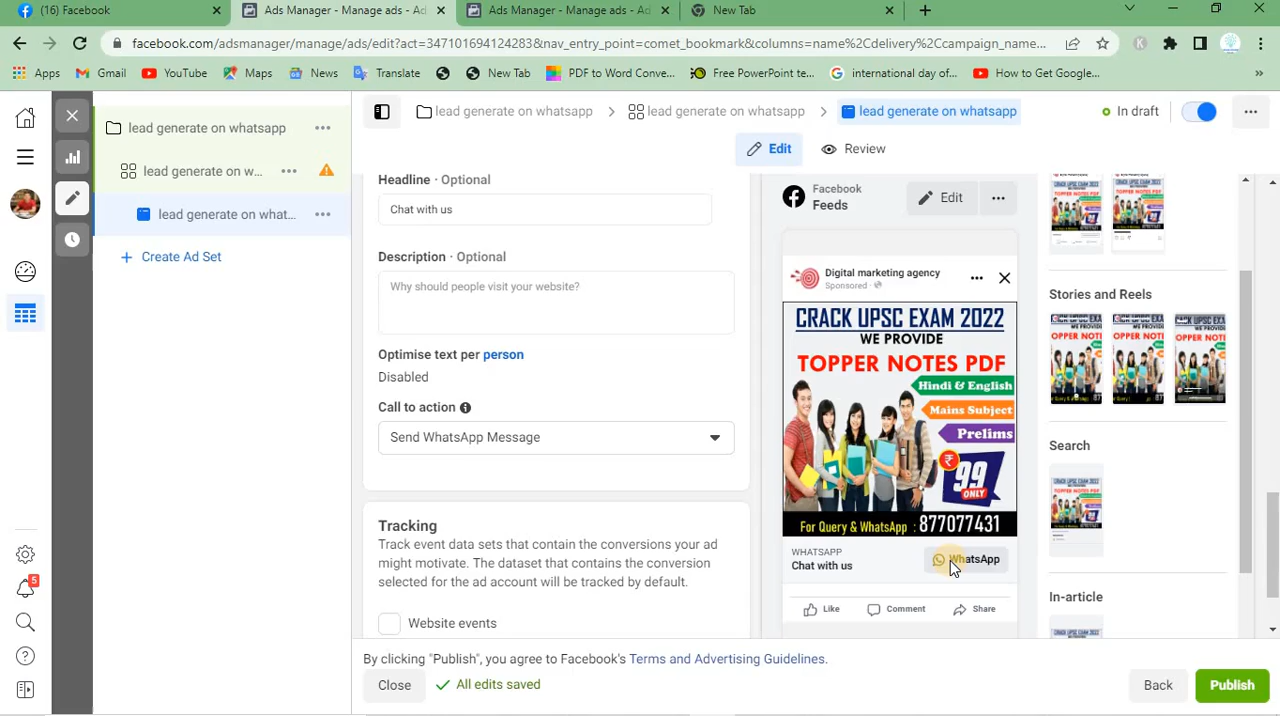 Facebook
Ads Manager - Manage ads - Ad
Ads Manager - Manage ads - Ad
New Tab
facebook.com/adsmanager/manage/ads/edit?act=347101694124283&nav_entry_point=comet_bookmark&columns=name%2Cdelivery%2Ccampaign_name...
K
Apps
Gmail
YouTube
Maps
News
Translate
New Tab
PDF to Word Conve...
Free PowerPoint...
international day of...
How to Get Google...
»
lead generate on whatsapp
lead generate on w...
lead generate on what...
+ Create Ad Set
5
lead generate on whatsapp > lead generate on whatsapp > lead generate on whatsapp
In draft
Edit
Review
Headline · Optional
Chat with us
Description · Optional
Why should people visit your website?
Optimise text per person
Disabled
Call to action
Send WhatsApp Message
Tracking
Track event data sets that contain the conversions your ad
might motivate. The dataset that contains the conversion
selected for the ad account will be tracked by default.
Website events
Facebook
Feeds
Edit
Digital marketing agency
Sponsored ·
CRACK UPSC EXAM 2022
WE PROVIDE
TOPPER NOTES PDF
Hindi & English
Mains Subject
Prelims
₹
99
ONLY
For Query & WhatsApp : 877077431
WHATSAPP
Chat with us
WhatsApp
Like
Comment
Share
Stories and Reels
Search
In-article
By clicking "Publish", you agree to Facebook's Terms and Advertising Guidelines.
Close
All edits saved
Back
Publish